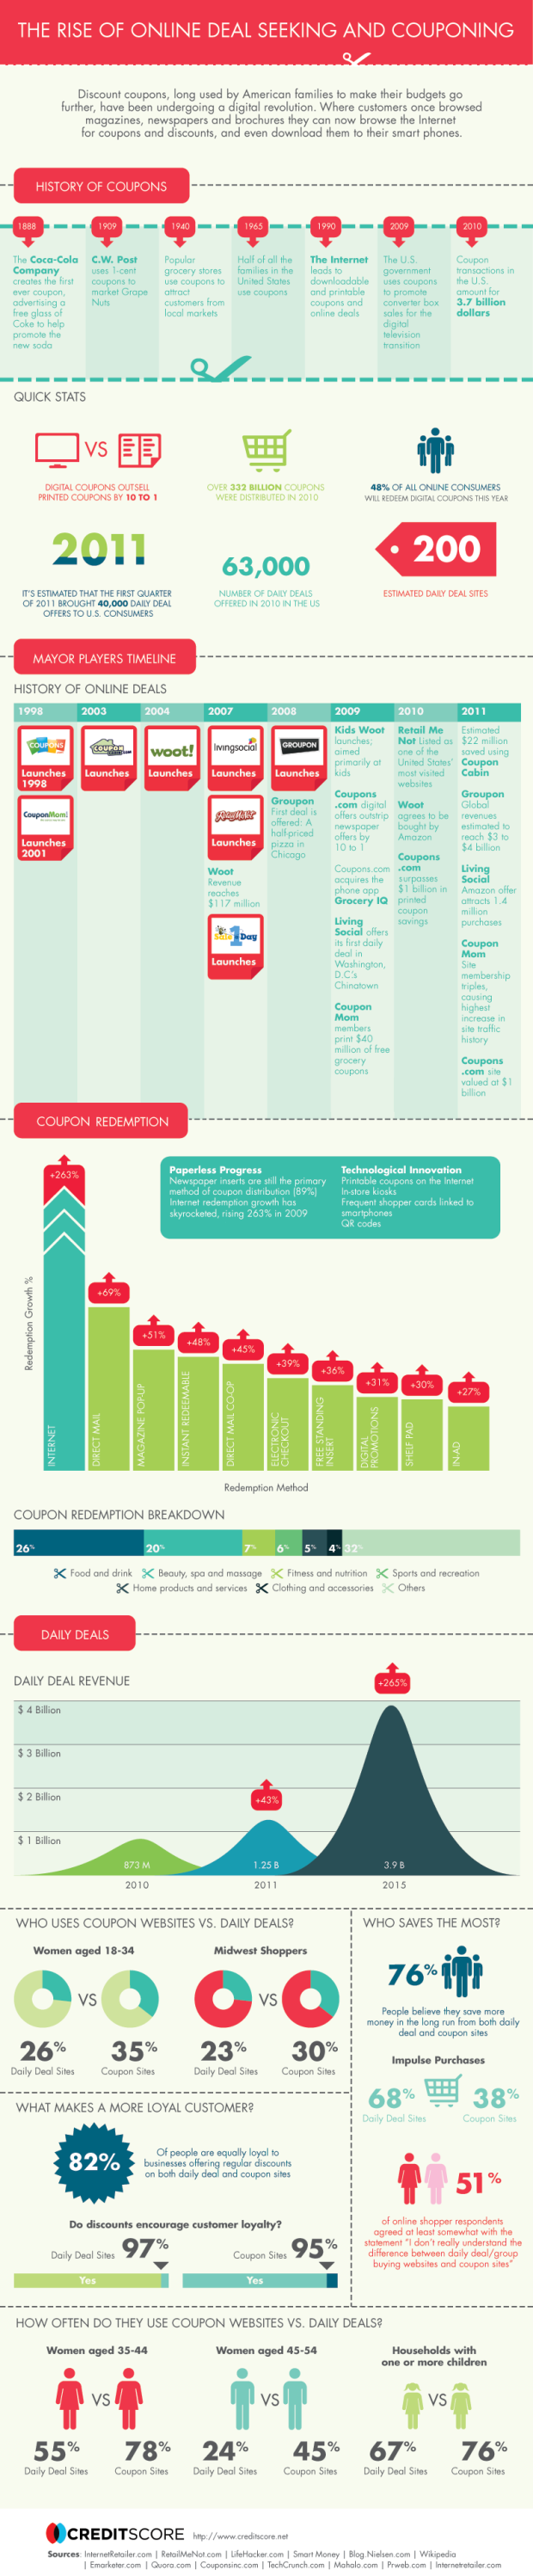 THE RISE OF ONLINE DEAL SEEKING AND COUPONING
Discount coupons, long used by American families to make their budgets go
further, have been undergoing a digital revolution. Where customers once browsed
magazines, newspapers and brochures they can now browse the Internet
for coupons and discounts, and even download them to their smart phones.
HISTORY OF COUPONS
1888
The Coca-Cola
Company
creates the first
ever coupon,
advertising a
free glass of
Coke to help
promote the
new soda
1909
C.W. Post
uses 1-cent
coupons to
market Grape
Nuts
1940
Popular
grocery stores
use coupons to
attract
customers from
local markets
1965
Half of all the
families in the
United States
use coupons
1990
The Internet
leads to
downloadable
and printable
coupons and
online deals
2009
The U.S.
government
uses coupons
to promote
converter box
sales for the
digital
television
transition
2010
Coupon
transactions in
the U.S.
amount for
3.7 billion
dollars
QUICK STATS
VS
DIGITAL COUPONS OUTSELL
PRINTED COUPONS BY 10 TO 1
OVER 332 BILLION COUPONS
WERE DISTRIBUTED IN 2010
48% OF ALL ONLINE CONSUMERS
WILL REDEEM DIGITAL COUPONS THIS YEAR
2011
IT'S ESTIMATED THAT THE FIRST QUARTER
OF 2011 BROUGHT 40,000 DAILY DEAL
OFFERS TO U.S. CONSUMERS
63,000
NUMBER OF DAILY DEALS
OFFERED IN 2010 IN THE US
200
ESTIMATED DAILY DEAL SITES
MAYOR PLAYERS TIMELINE
HISTORY OF ONLINE DEALS
1998
COUPONS
Launches
1998
CouponMom!
Launches
2001
2003
COUPON
Launches
2004
woot!
Launches
2007
livingsocial
Launches
Launches
Woot
Revenue
reaches
$117 million
Sale Day
Launches
2008
GROUPON
Launches
Groupon
First deal is
offered: A
half-priced
pizza in
Chicago
2009
Kids Woot
launches;
aimed
primarily at
kids
Coupons
.com digital
offers outstrip
newspaper
offers by
10 to 1
Coupons.com
acquires the
phone app
Grocery IQ
Living
Social offers
its first daily
deal in
Washington,
D.C.'s
Chinatown
Coupon
Mom
members
print $40
million of free
grocery
coupons
2010
Retail Me
Not Listed as
one of the
United States'
most visited
websites
Woot
agrees to be
bought by
Amazon
Coupons
.com
surpasses
$1 billion in
printed
coupon
savings
2011
Estimated
$22 million
saved using
Coupon
Cabin
Groupon
Global
revenues
estimated to
reach $3 to
$4 billion
Living
Social
Amazon offer
attracts 1.4
million
purchases
Coupon
Mom
Site
membership
triples,
causing
highest
increase in
site traffic
history
Coupons
.com site
valued at $1
billion
COUPON REDEMPTION
Paperless Progress
Newspaper inserts are still the primary
method of coupon distribution (89%)
Internet redemption growth has
skyrocketed, rising 263% in 2009
Technological Innovation
Printable coupons on the Internet
In-store kiosks
Frequent shopper cards linked to
smartphones
QR codes
Redemption Growth %
+263%
INTERNET
+69%
DIRECT MAIL
+51%
MAGAZINE POP-UP
+48%
INSTANT REDEEMABLE
+45%
DIRECT MAIL CO-OP
+39%
ELECTRONIC
CHECKOUT
+36%
FREE STANDING
INSERT
+31%
DIGITAL
PROMOTIONS
+30%
SHELF PAD
+27%
IN-AD
Redemption Method
COUPON REDEMPTION BREAKDOWN
26% 20% 7% 6% 5% 4% 32%
Food and drink Beauty, spa and massage Fitness and nutrition Sports and recreation
Home products and services Clothing and accessories Others
DAILY DEALS
DAILY DEAL REVENUE
+265%
$ 4 Billion
$ 3 Billion
$ 2 Billion
+43%
$ 1 Billion
873 M 1.25 B 3.9 B
2010 2011 2015
WHO USES COUPON WEBSITES VS. DAILY DEALS?
Women aged 18-34
VS
26% 35%
Daily Deal Sites Coupon Sites
Midwest Shoppers
VS
23% 30%
Daily Deal Sites Coupon Sites
WHO SAVES THE MOST?
76%
People believe they save more
money in the long run from both daily
deal and coupon sites
Impulse Purchases
68% 38%
Daily Deal Sites Coupon Sites
51%
of online shopper respondents
agreed at least somewhat with the
statement "I don't really understand the
difference between daily deal/group
buying websites and coupon sites"
WHAT MAKES A MORE LOYAL CUSTOMER?
82%
Of people are equally loyal to
businesses offering regular discounts
on both daily deal and coupon sites
Do discounts encourage customer loyalty?
Daily Deal Sites 97%
Yes
Coupon Sites 95%
Yes
HOW OFTEN DO THEY USE COUPON WEBSITES VS. DAILY DEALS?
Women aged 35-44
VS
55% 78%
Daily Deal Sites Coupon Sites
Women aged 45-54
VS
24% 45%
Daily Deal Sites Coupon Sites
Households with
one or more children
VS
67% 76%
Daily Deal Sites Coupon Sites
CREDITSCORE http://www.creditscore.net
Sources: InternetRetailer.com | RetailMeNot.com | LifeHacker.com | Smart Money | Blog.Nielsen.com | Wikipedia
| Emarketer.com | Quora.com | Couponsinc.com | TechCrunch.com | Mahalo.com | Prweb.com | Internetretailer.com